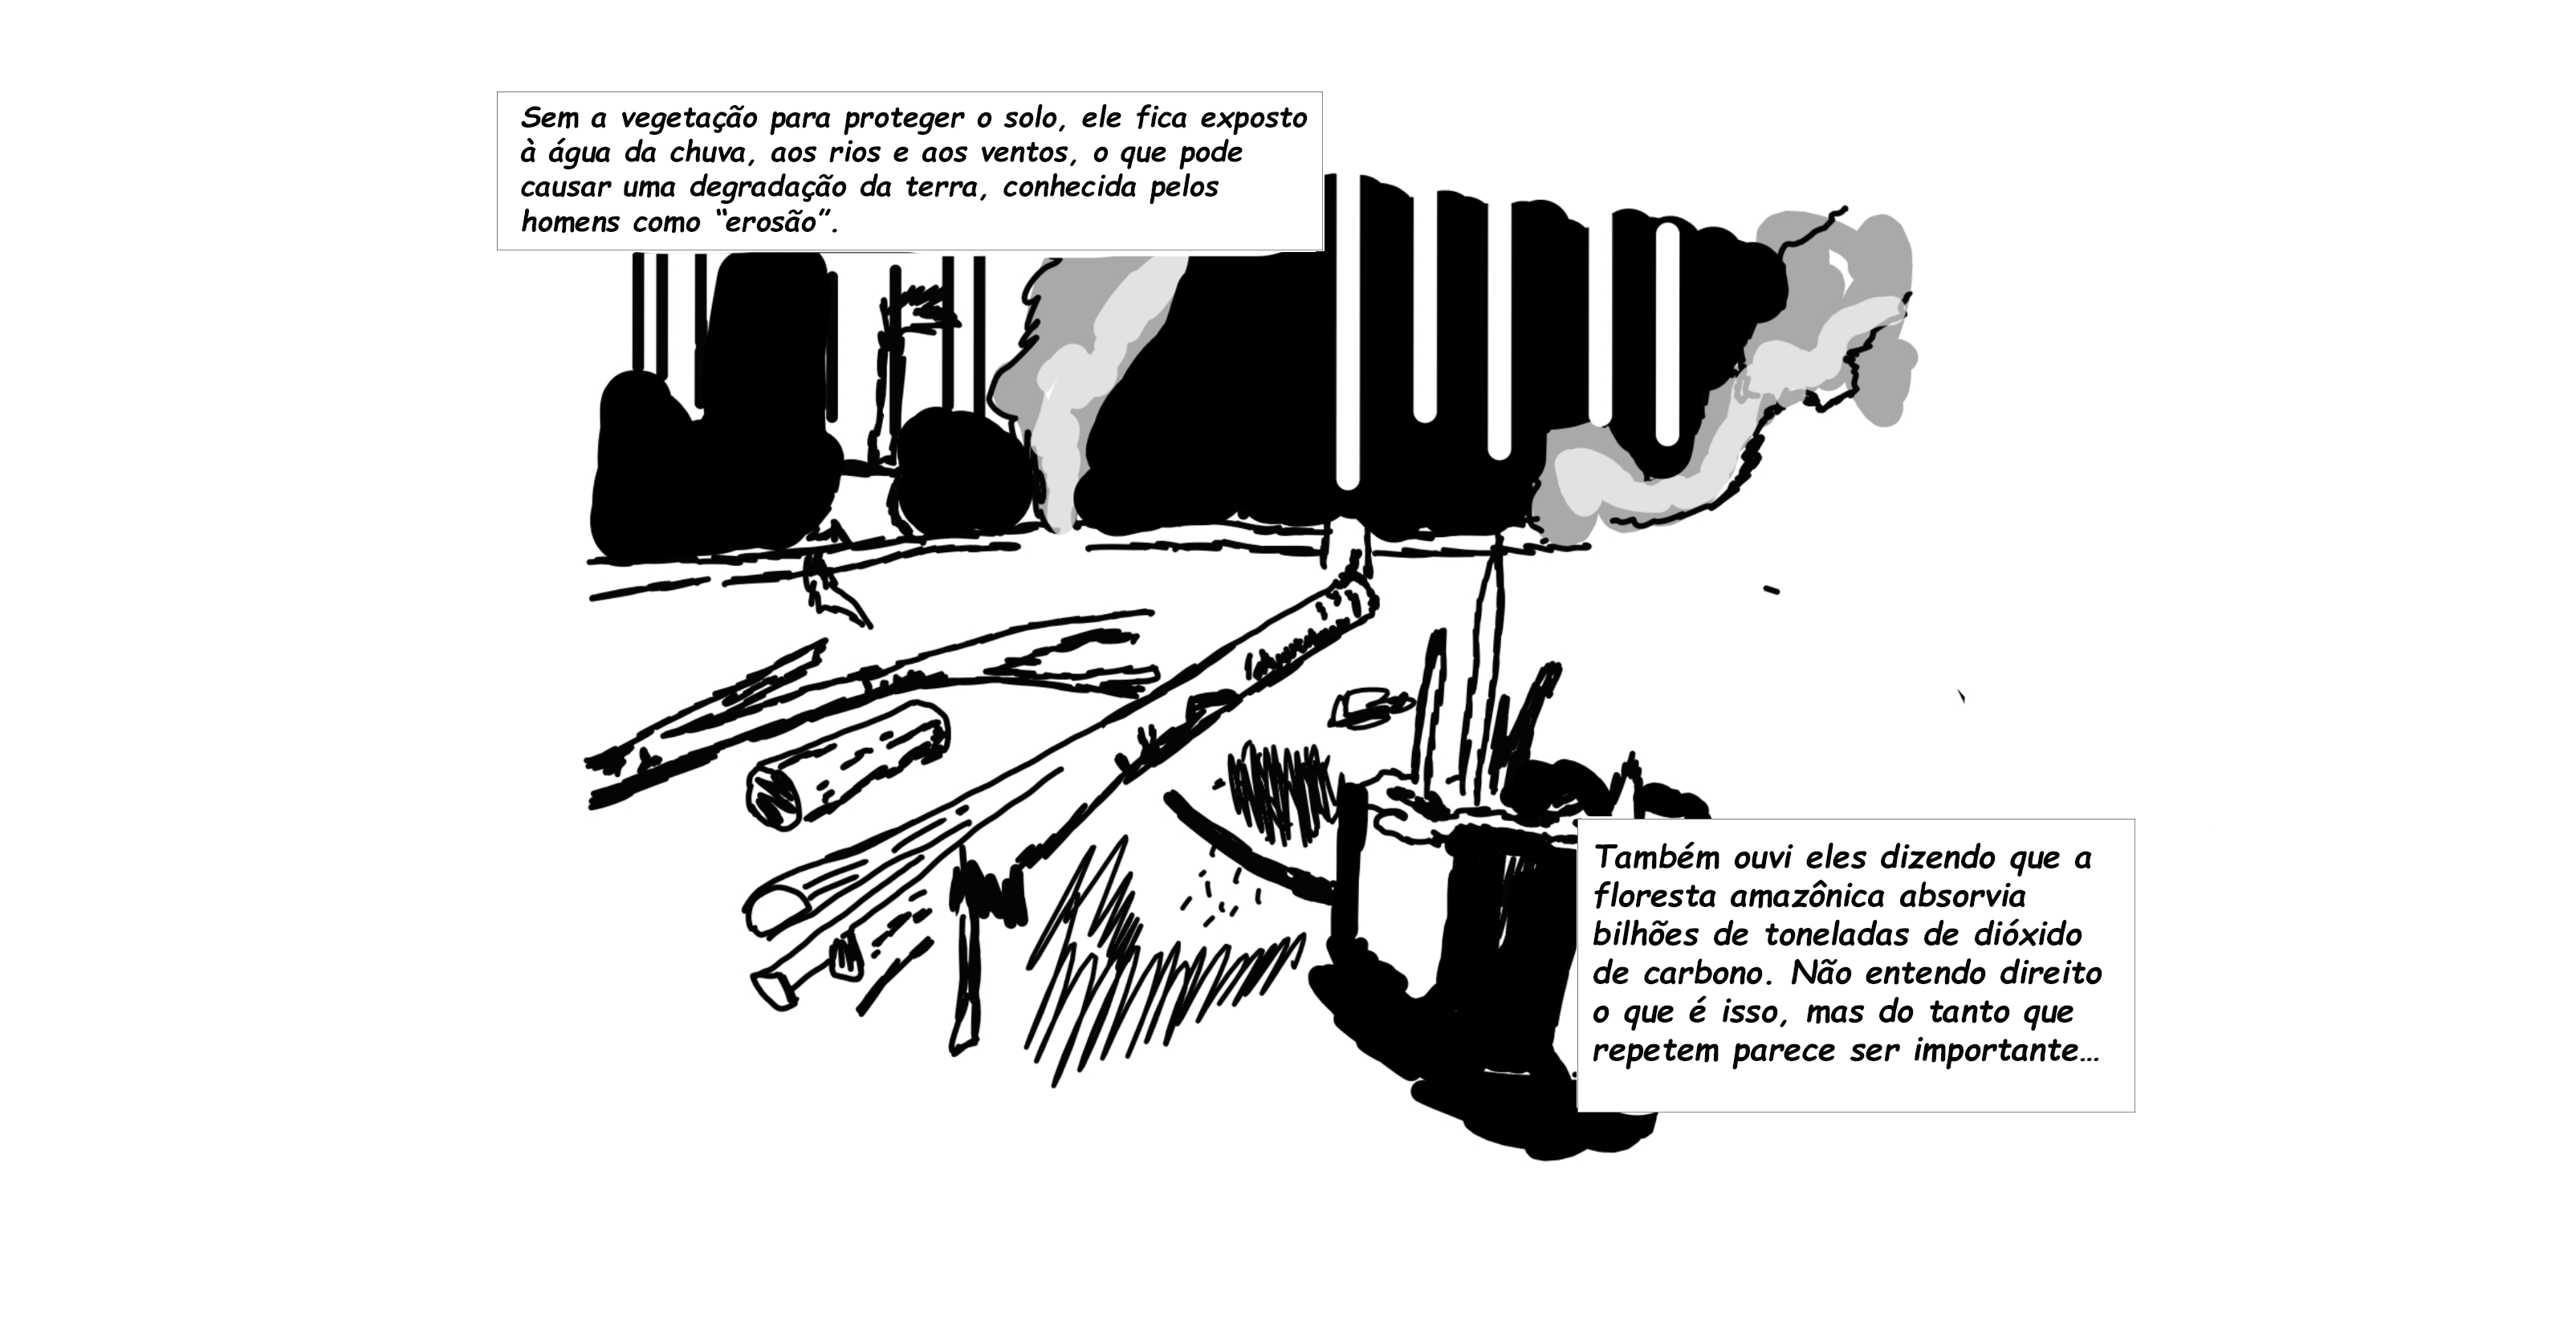 Sem a vegetação para proteger o solo, ele fica exposto
à água da chuva, aos rios e aos ventos, o que pode
causar uma degradação da terra, conhecida pelos
homens como “erosão”.
Também ouvi eles dizendo que a
floresta amazônica absorvia
bilhões de toneladas de dióxido
de carbono. Não entendo direito
o que é isso, mas do tanto que
repetem parece ser importante...